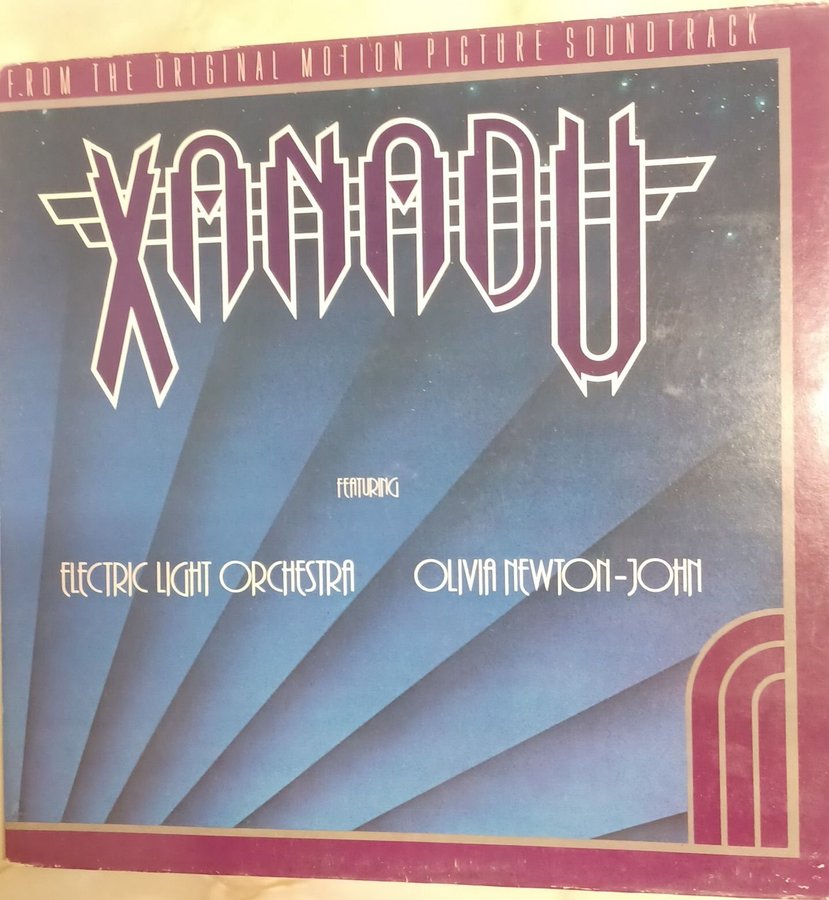 FROM THE ORIGINAL MOTION PICTURE SOUNDTRACK
XANADU
FEATURING
ELECTRIC LIGHT ORCHESTRA OLIVIA NEWTON-JOHN